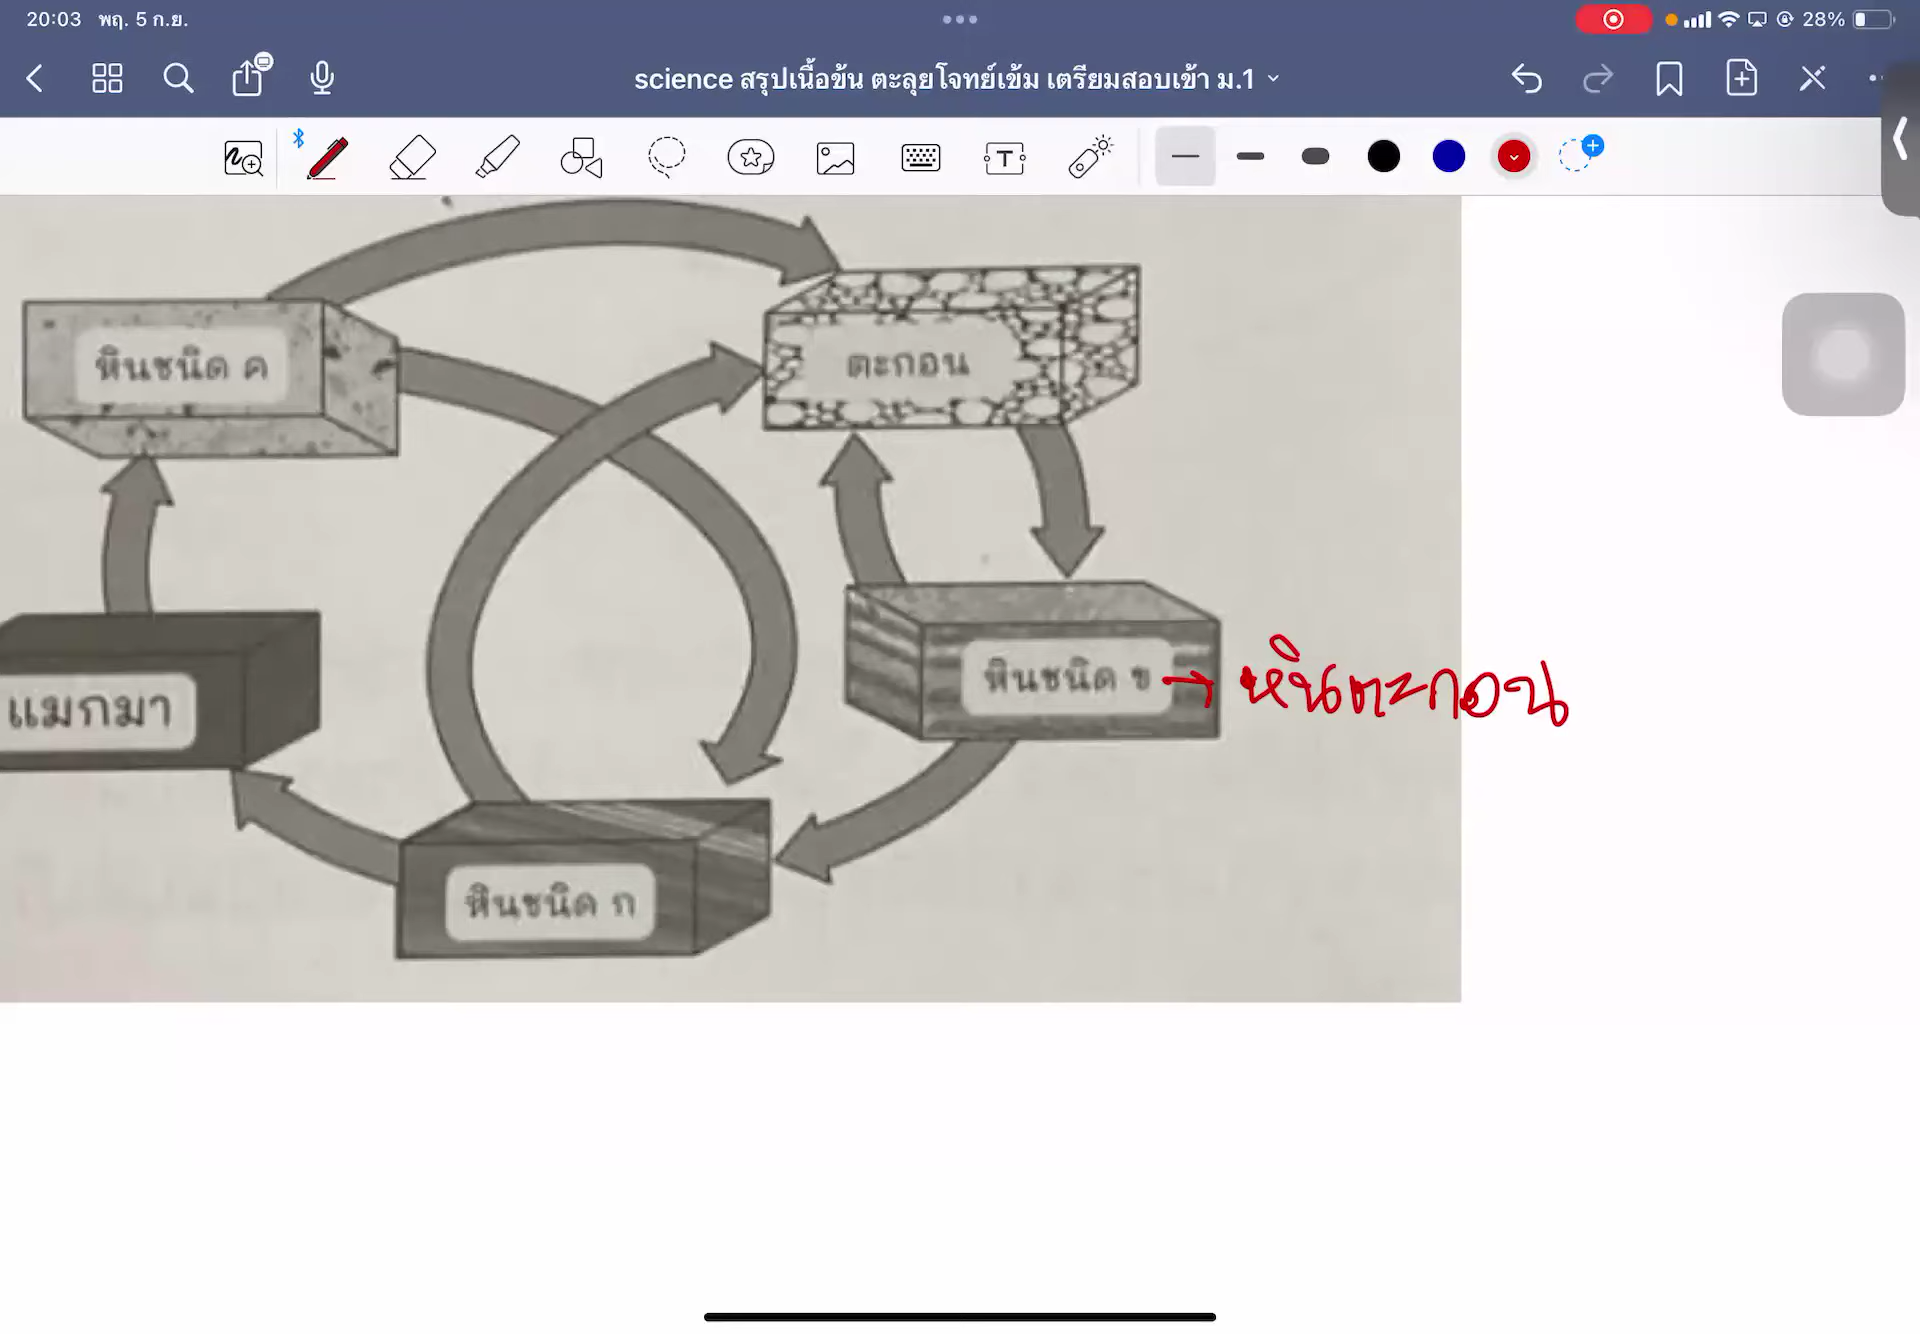 20:03 พฤ. 5 ก.ย.
28%
science สรุปเนื้อข้น ตะลุยโจทย์เข้ม เตรียมสอบเข้า ม.1
T
หินชนิด ค
ตะกอน
หินชนิด ข → หินตะกอน
แมกมา
หินชนิด ก